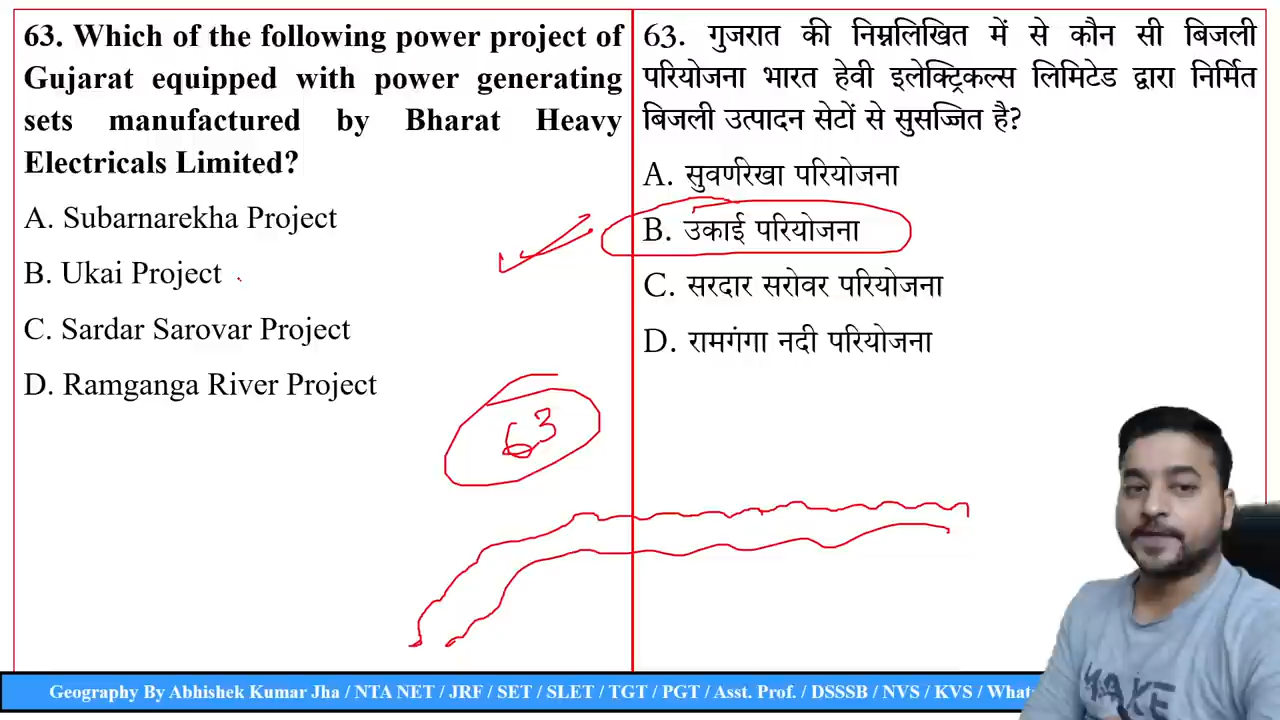 63. Which of the following power project of
Gujarat equipped with power generating
sets manufactured by Bharat Heavy
Electricals Limited?
A. Subarnarekha Project
B. Ukai Project
C. Sardar Sarovar Project
D. Ramganga River Project
63
63. गुजरात की निम्नलिखित में से कौन सी बिजली
परियोजना भारत हेवी इलेक्ट्रिकल्स लिमिटेड द्वारा निर्मित
बिजली उत्पादन सेटों से सुसज्जित है?
A. सुवर्णरेखा परियोजना
B. उकाई परियोजना
C. सरदार सरोवर परियोजना
D. रामगंगा नदी परियोजना
MAKE
Geography By Abhishek Kumar Jha / NTA NET / JRF / SET / SLET / TGT / PGT / Asst. Prof. / DSSSB / NVS / KVS /